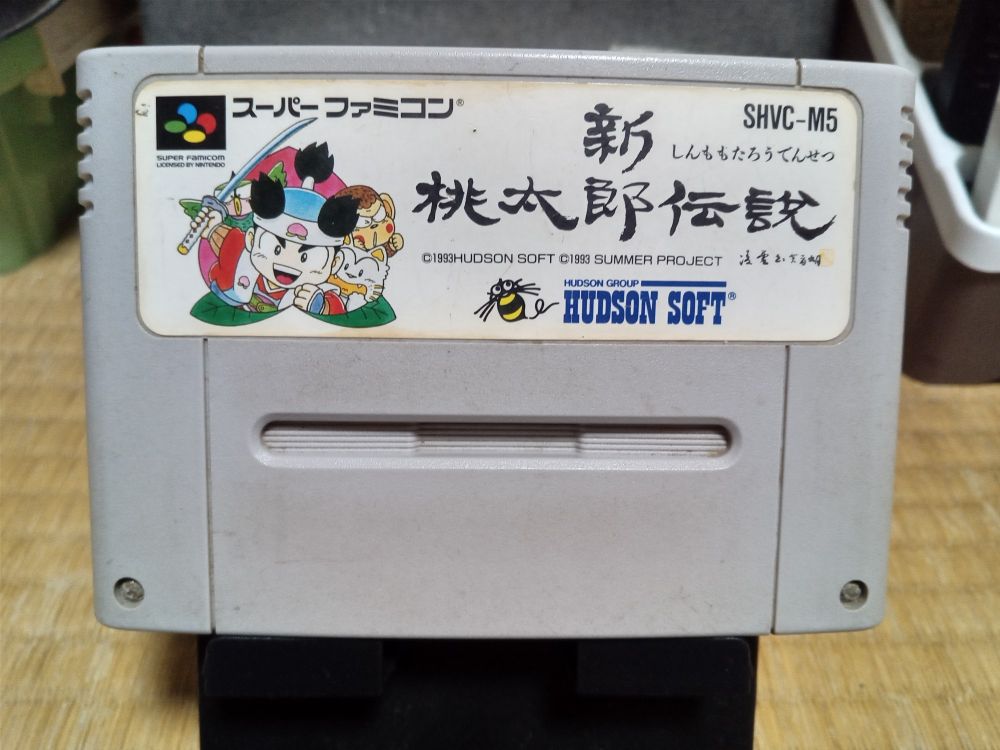 スーパーファミコン®
SUPER FAMICOM
LICENSED BY NINTENDO
SHVC-M5
新
しんももたろうでんせつ
桃太郎伝説
©1993HUDSON SOFT ©1993 SUMMER PROJECT
HUDSON GROUP
HUDSON SOFT®